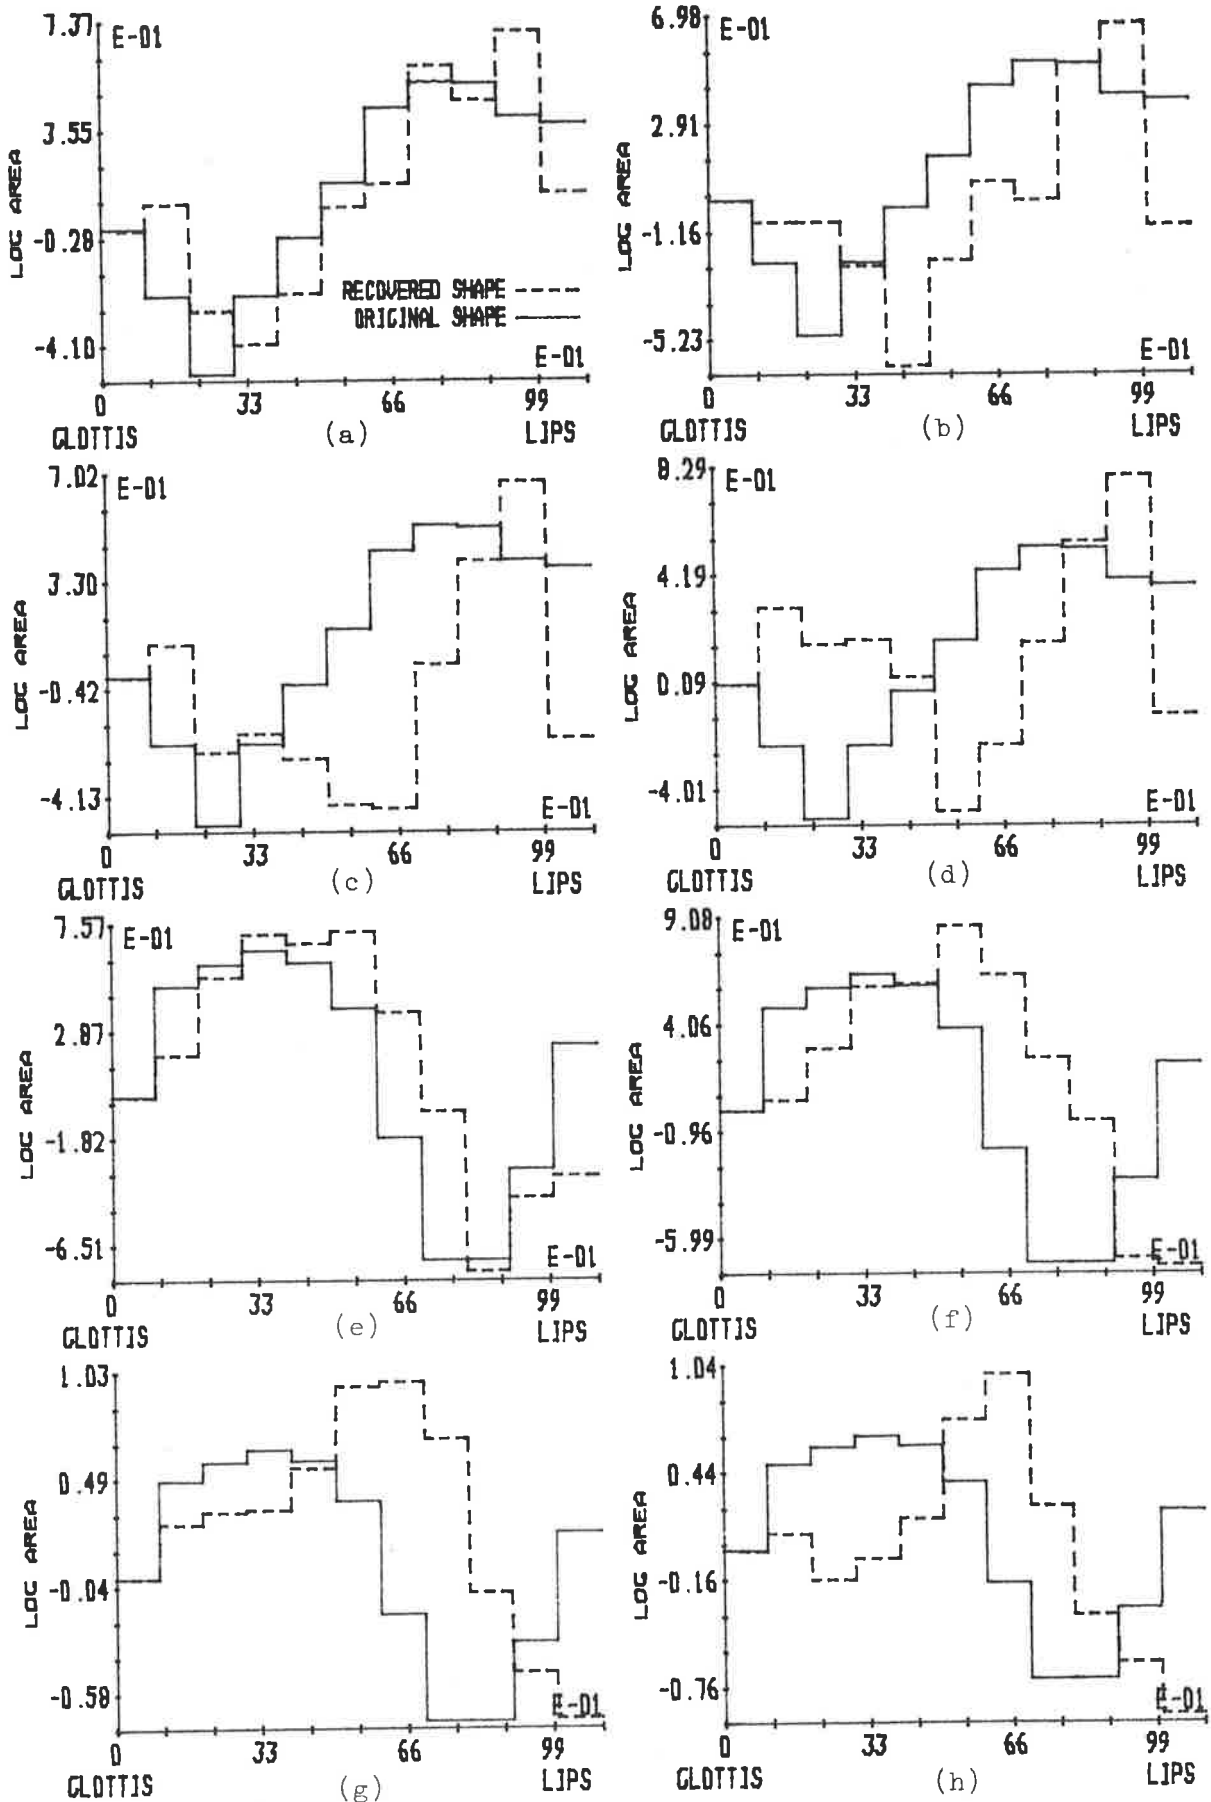 7.37
E-01
3.55
-0.28
-4.10
LOG AREA
RECOVERED SHAPE
ORIGINAL SHAPE
E-01
0 33 66 99
GLOTTIS (a) LIPS
6.98
E-01
2.91
-1.16
-5.23
LOG AREA
E-01
0 33 66 99
GLOTTIS (b) LIPS
7.02
E-01
3.30
-0.42
-4.13
LOG AREA
E-01
0 33 66 99
GLOTTIS (c) LIPS
8.29
E-01
4.19
0.09
-4.01
LOG AREA
E-01
0 33 66 99
GLOTTIS (d) LIPS
7.57
E-01
2.87
-1.82
-6.51
LOG AREA
E-01
0 33 66 99
GLOTTIS (e) LIPS
9.08
E-01
4.06
-0.96
-5.99
LOG AREA
E-01
0 33 66 99
GLOTTIS (f) LIPS
1.03
0.49
-0.04
-0.58
LOG AREA
E-01
0 33 66 99
GLOTTIS (g) LIPS
1.04
0.44
-0.16
-0.76
LOG AREA
E-01
0 33 66 99
GLOTTIS (h) LIPS